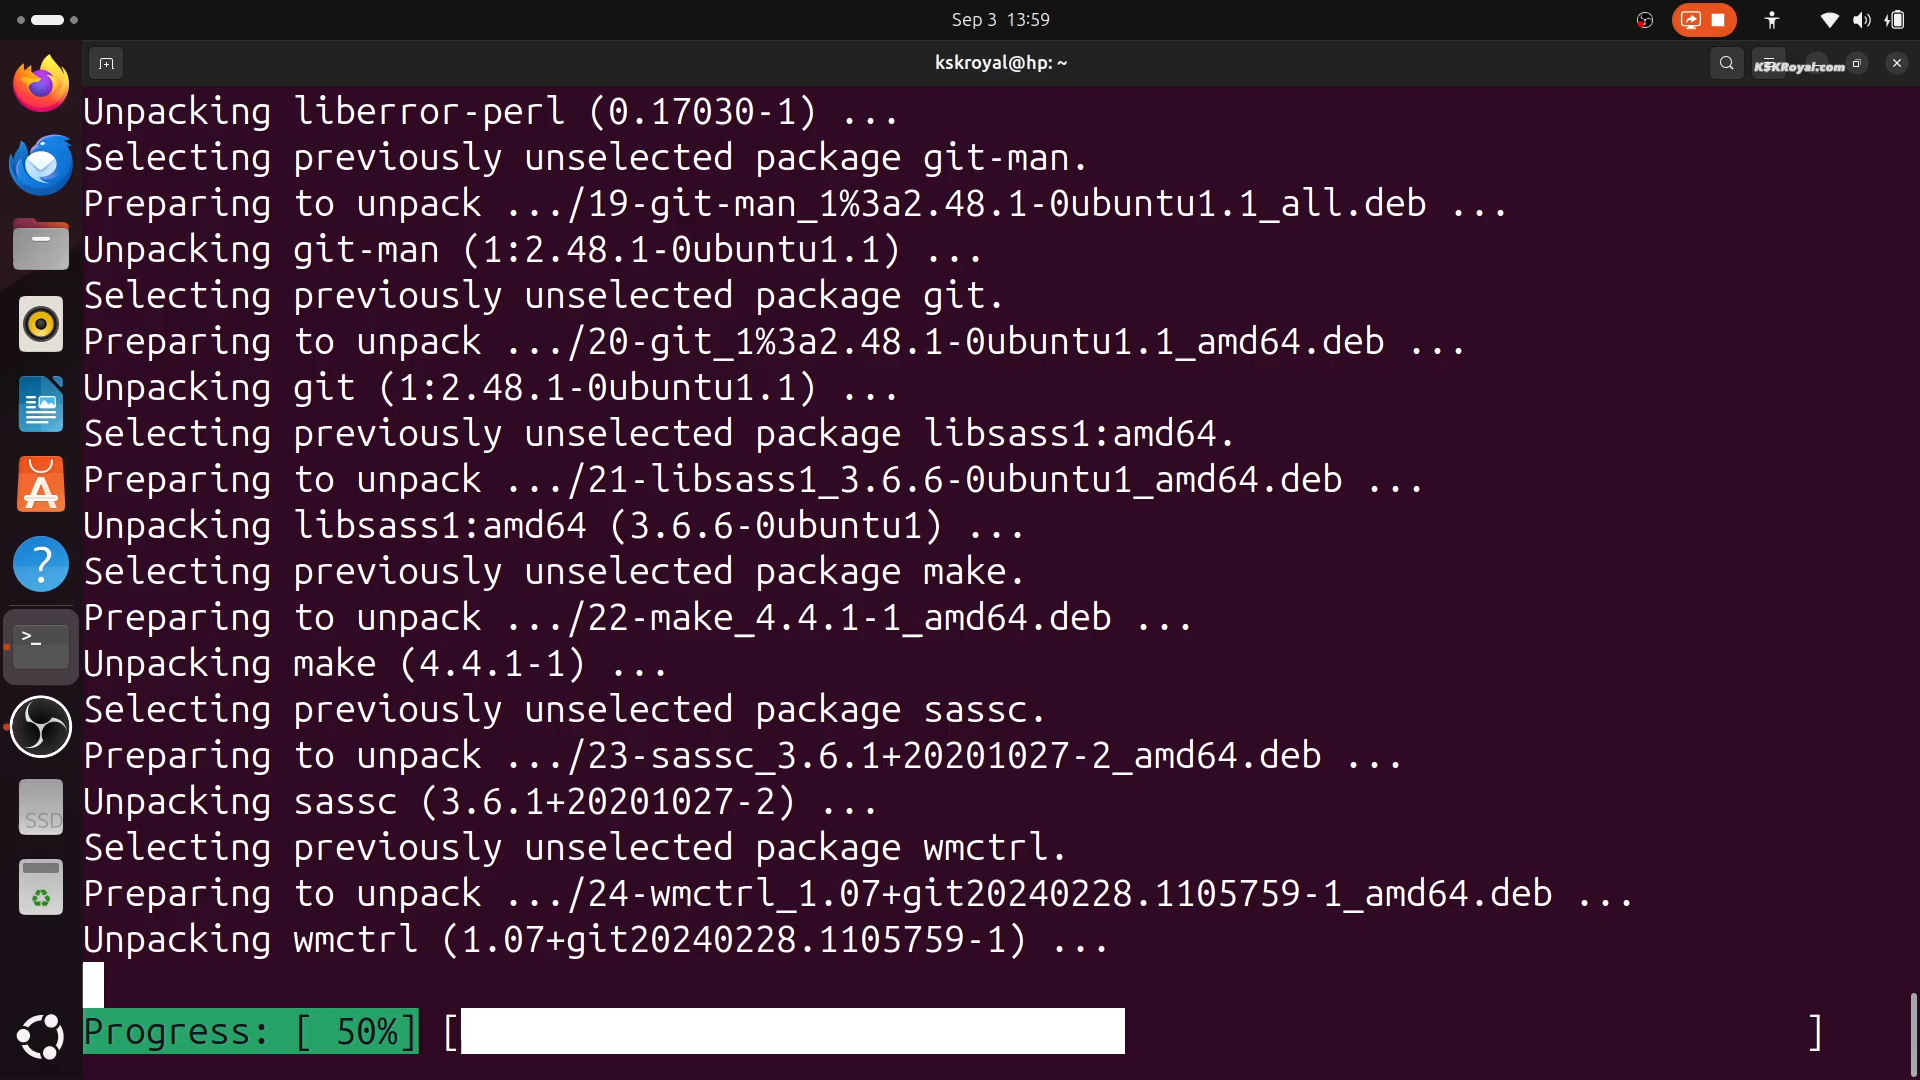 Sep 3 13:59
kskroyal@hp: ~
KSKRoyal.com
Unpacking liberror-perl (0.17030-1) ...
Selecting previously unselected package git-man.
Preparing to unpack .../19-git-man_1%3a2.48.1-0ubuntu1.1_all.deb ...
Unpacking git-man (1:2.48.1-0ubuntu1.1) ...
Selecting previously unselected package git.
Preparing to unpack .../20-git_1%3a2.48.1-0ubuntu1.1_amd64.deb ...
Unpacking git (1:2.48.1-0ubuntu1.1) ...
Selecting previously unselected package libsass1:amd64.
Preparing to unpack .../21-libsass1_3.6.6-0ubuntu1_amd64.deb ...
Unpacking libsass1:amd64 (3.6.6-0ubuntu1) ...
Selecting previously unselected package make.
Preparing to unpack .../22-make_4.4.1-1_amd64.deb ...
Unpacking make (4.4.1-1) ...
Selecting previously unselected package sassc.
Preparing to unpack .../23-sassc_3.6.1+20201027-2_amd64.deb ...
Unpacking sassc (3.6.1+20201027-2) ...
Selecting previously unselected package wmctrl.
Preparing to unpack .../24-wmctrl_1.07+git20240228.1105759-1_amd64.deb ...
Unpacking wmctrl (1.07+git20240228.1105759-1) ...
Progress: [ 50%] [ ]
>_
SSD